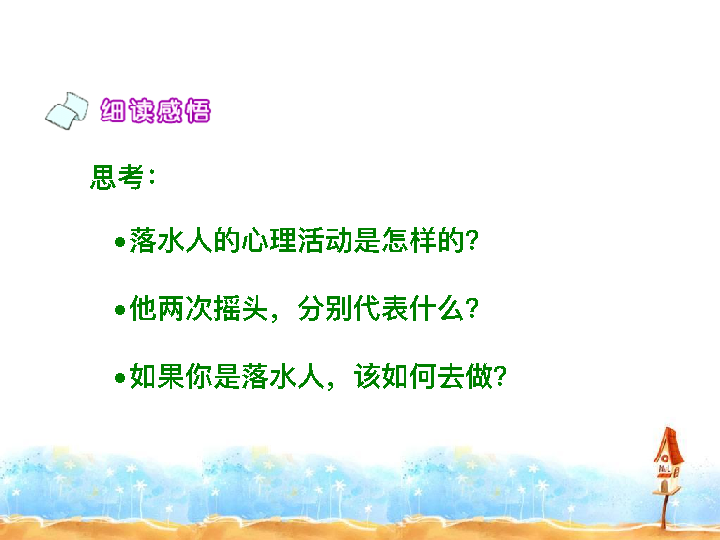 细读感悟
思考：
•落水人的心理活动是怎样的？
•他两次摇头，分别代表什么？
•如果你是落水人，该如何去做？